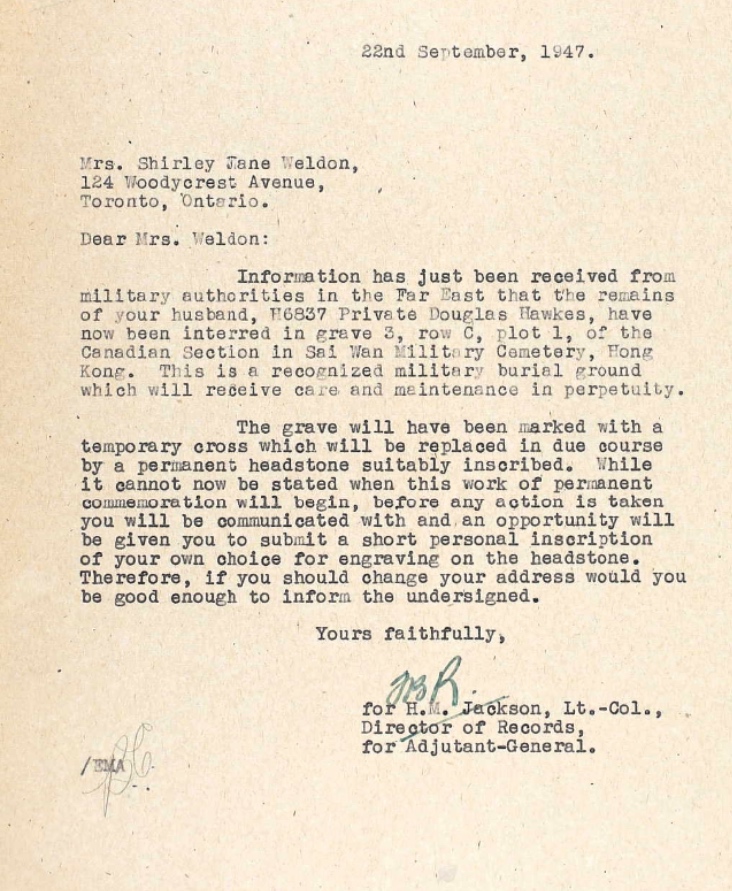 22nd September, 1947.
Mrs. Shirley Jane Weldon,
124 Woodycrest Avenue,
Toronto, Ontario.
Dear Mrs. Weldon:
Information has just been received from
military authorities in the Far East that the remains
of your husband, H6837 Private Douglas Hawkes, have
now been interred in grave 3, row C, plot 1, of the
Canadian Section in Sai Wan Military Cemetery, Hong
Kong. This is a recognized military burial ground
which will receive care and maintenance in perpetuity.
The grave will have been marked with a
temporary cross which will be replaced in due course
by a permanent headstone suitably inscribed. While
it cannot now be stated when this work of permanent
commemoration will begin, before any action is taken
you will be communicated with and an opportunity will
be given you to submit a short personal inscription
of your own choice for engraving on the headstone.
Therefore, if you should change your address would you
be good enough to inform the undersigned.
Yours faithfully,
for H.M. Jackson, Lt.-Col.,
Director of Records,
for Adjutant-General.
/EMA